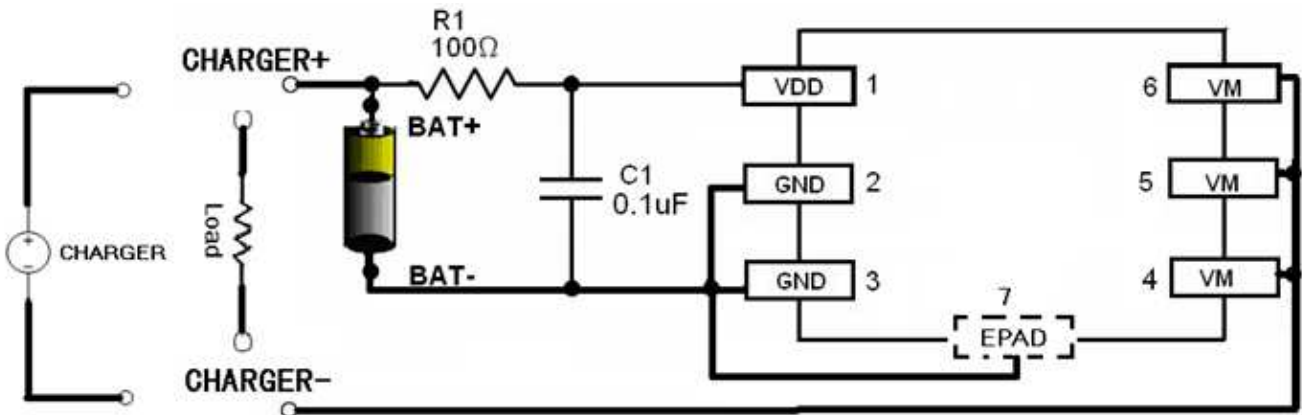 R1
100Ω
CHARGER+
BAT+
VDD
1
6
VM
GND
2
5
VM
C1
0.1uF
Load
+
-
CHARGER
BAT-
GND
3
4
VM
7
EPAD
CHARGER-